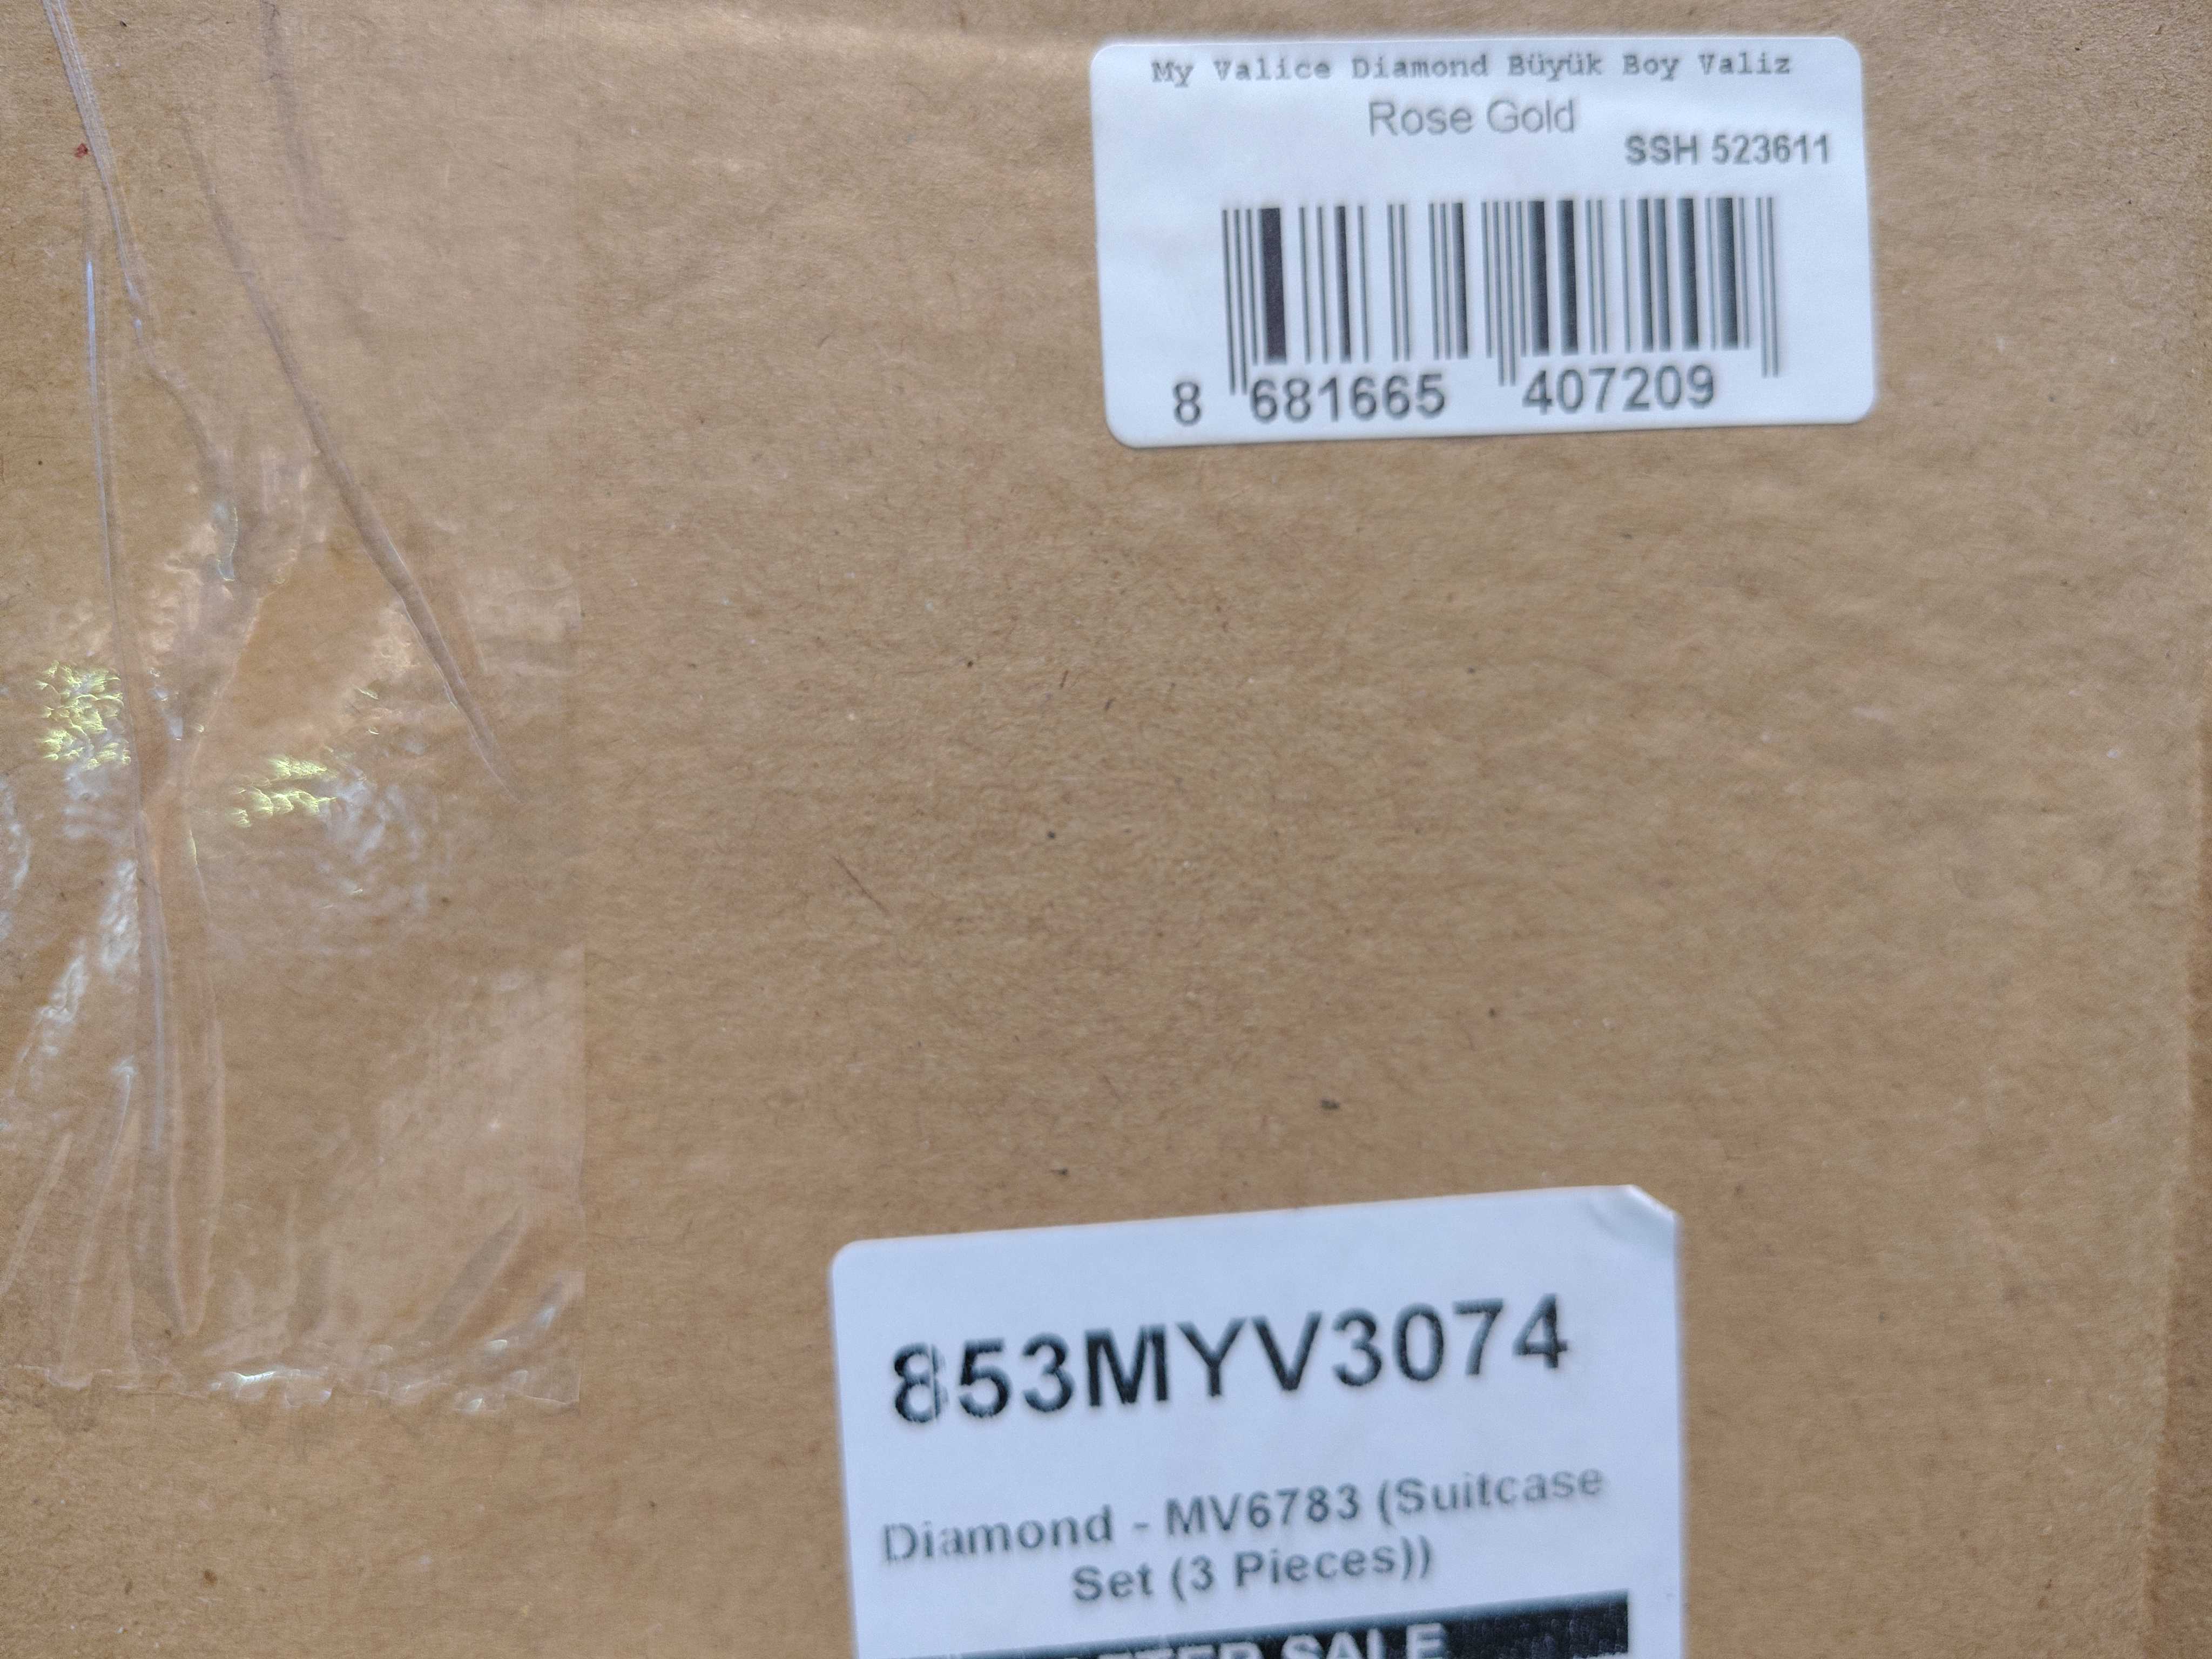 My Valice Diamond Büyük Boy Valiz
Rose Gold
SSH 523611
8 681665 407209
853MYV3074
Diamond - MV6783 (Suitcase
Set (3 Pieces))
SALE